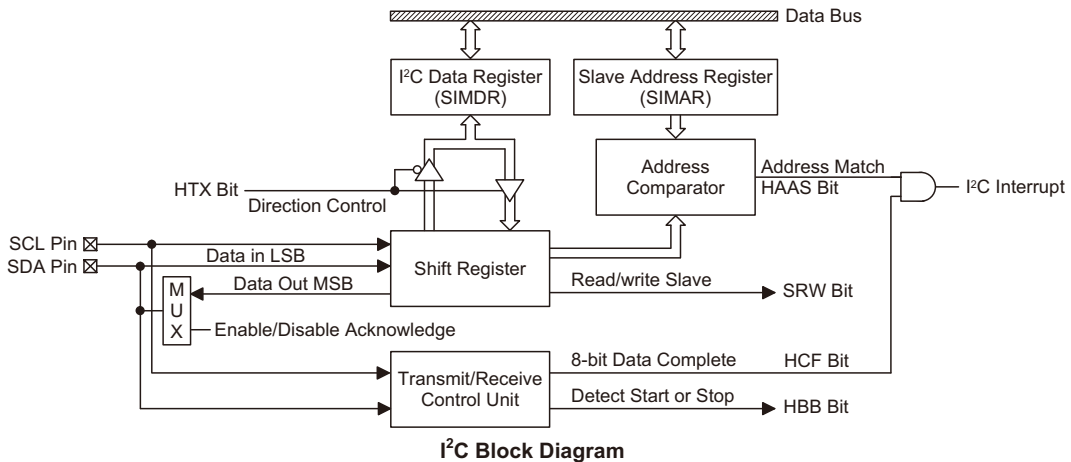 Data Bus
I²C Data Register
(SIMDR)
Slave Address Register
(SIMAR)
Address
Comparator
Address Match
HAAS Bit
I²C Interrupt
HTX Bit
Direction Control
SCL Pin
SDA Pin
Data in LSB
Shift Register
Data Out MSB
Read/write Slave
SRW Bit
M
U
X
Enable/Disable Acknowledge
Transmit/Receive
Control Unit
8-bit Data Complete
HCF Bit
Detect Start or Stop
HBB Bit
I²C Block Diagram